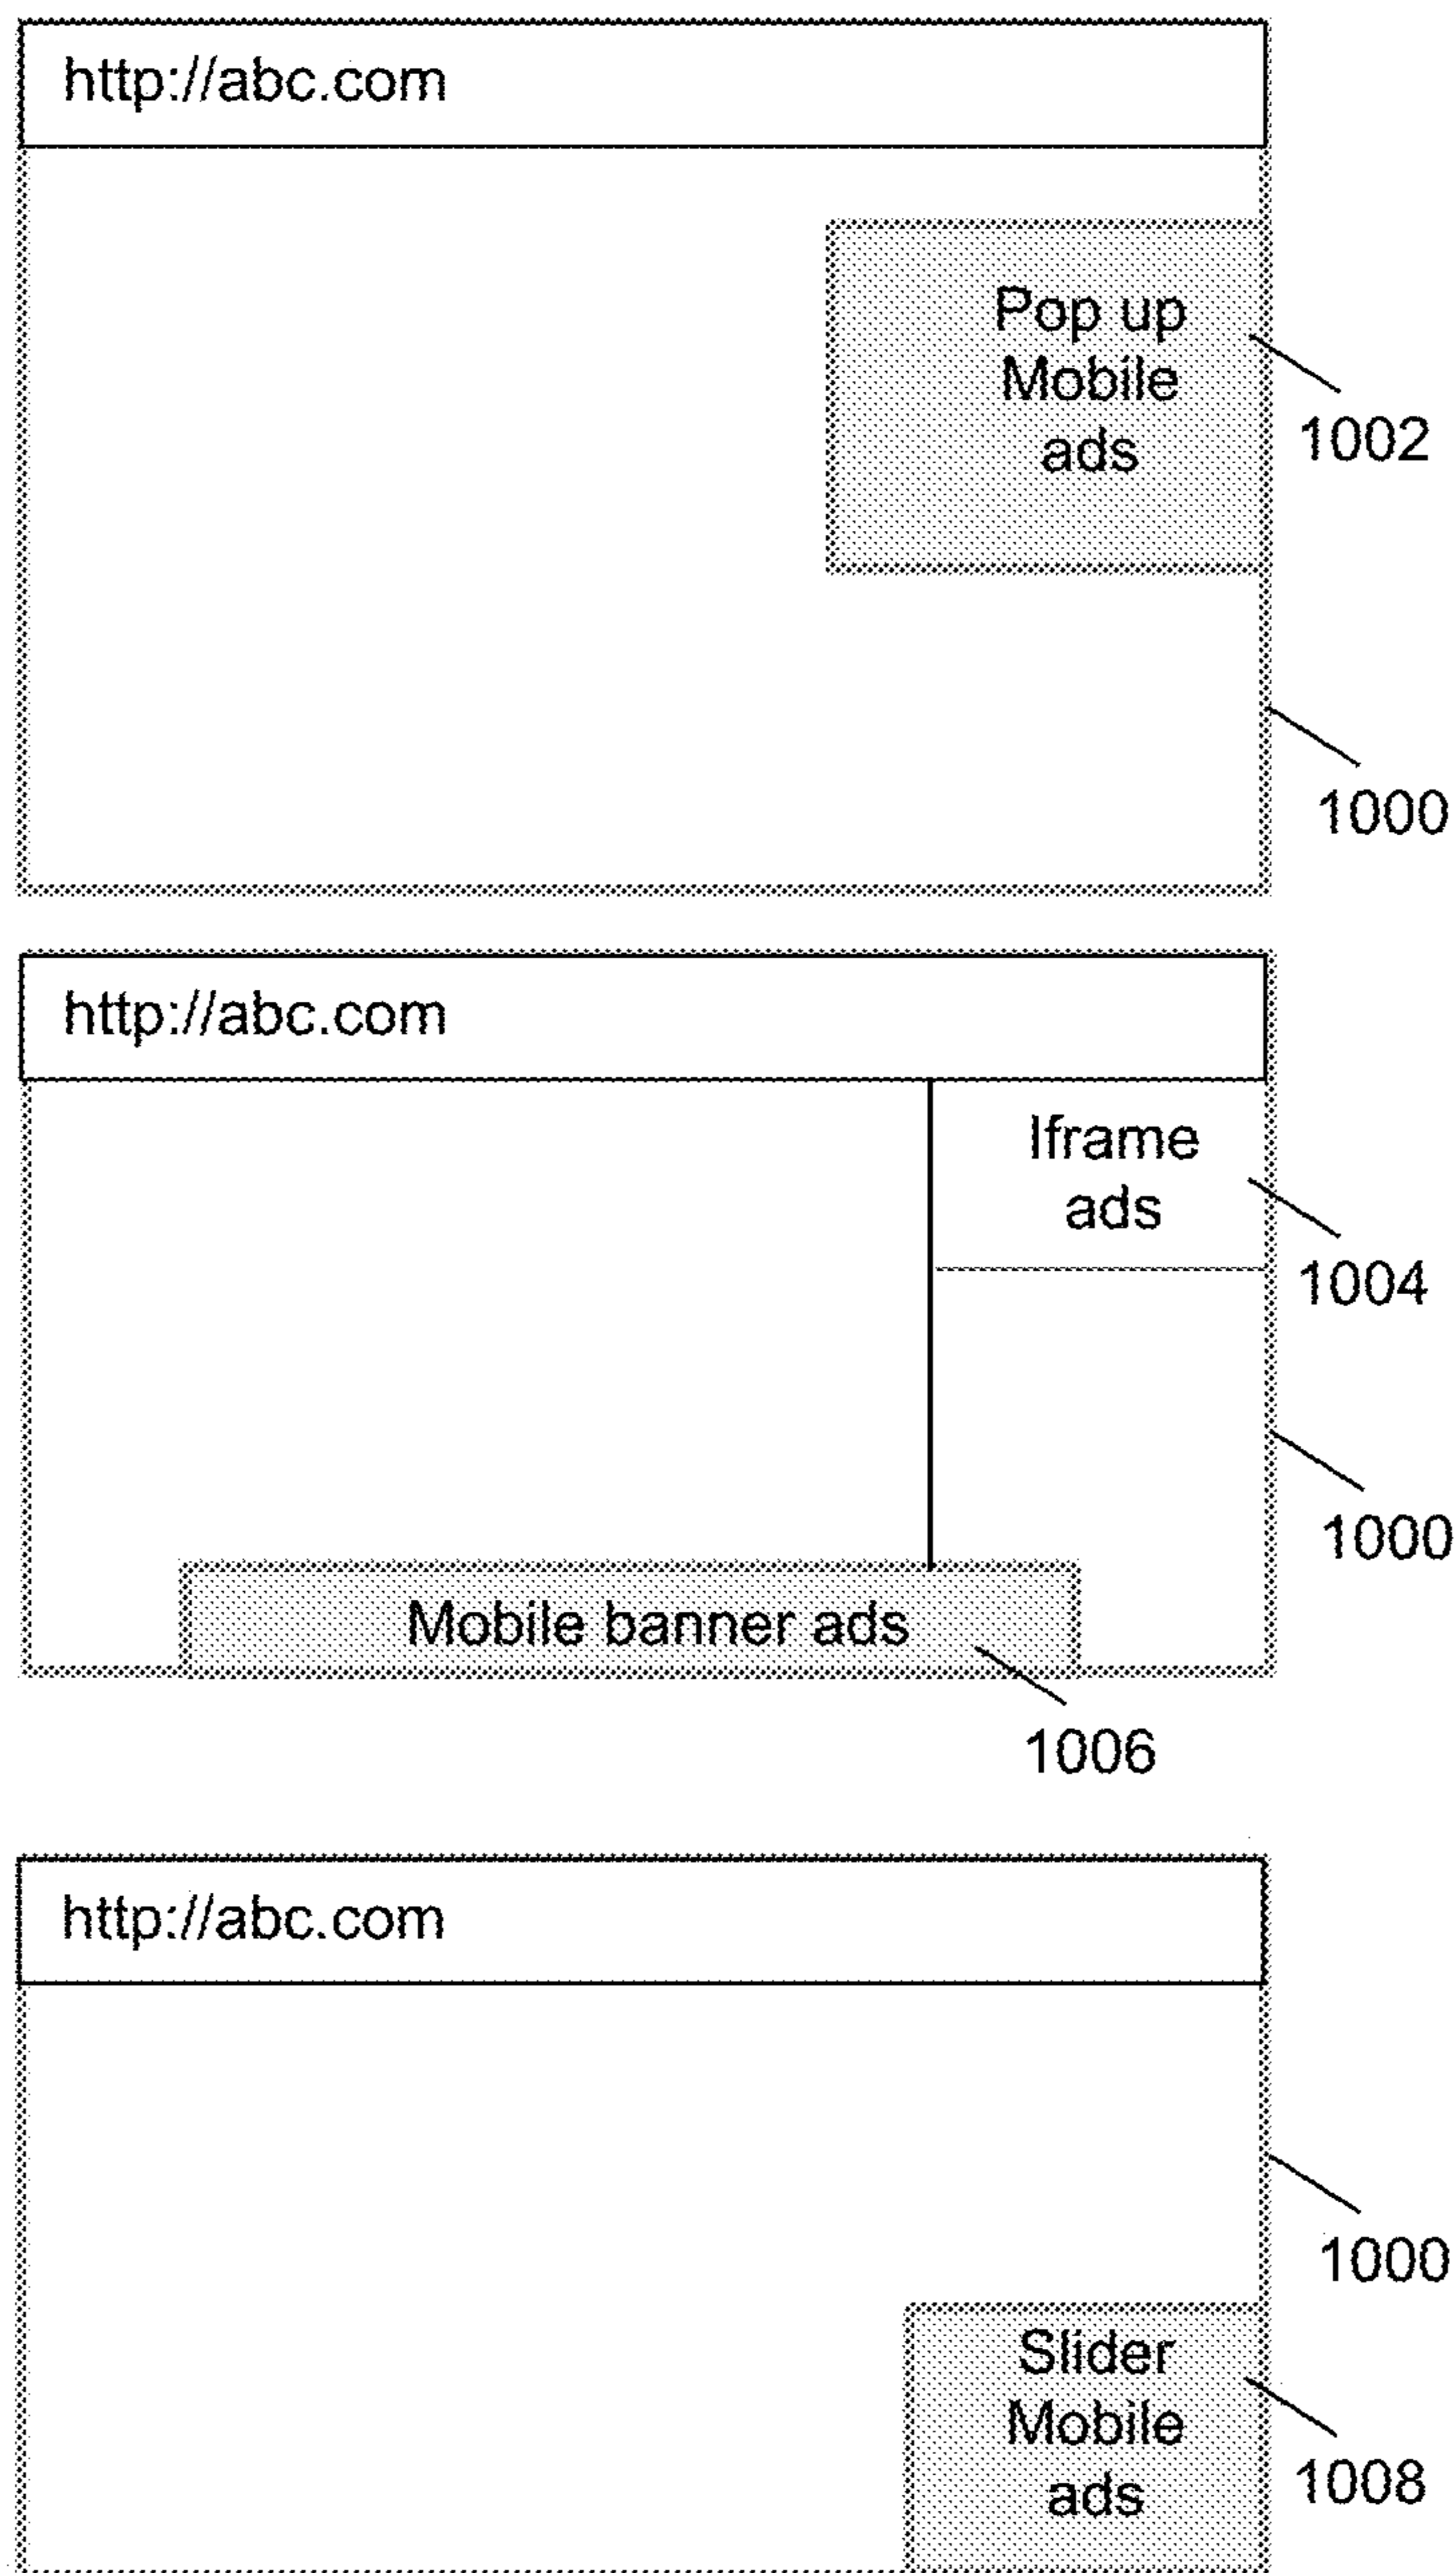 http://abc.com
Pop up
Mobile
ads
1002
1000
http://abc.com
Iframe
ads
1004
1000
Mobile banner ads
1006
http://abc.com
1000
Slider
Mobile
ads
1008